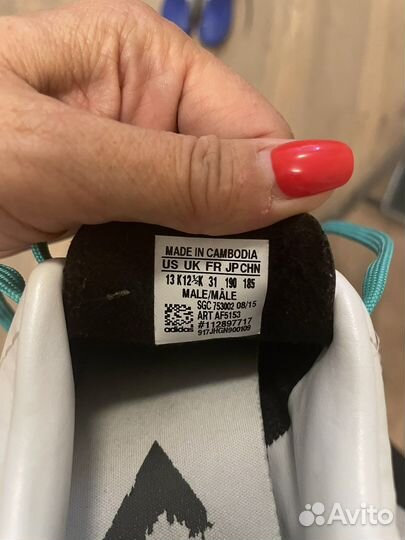 MADE IN CAMBODIA
US UK FR JP CHN
13 K 12½K 31 190 185
MALE/MÂLE
SGC 753002 08/15
ART AF5153
#112897717
917JHGN900109
adidas
Avito